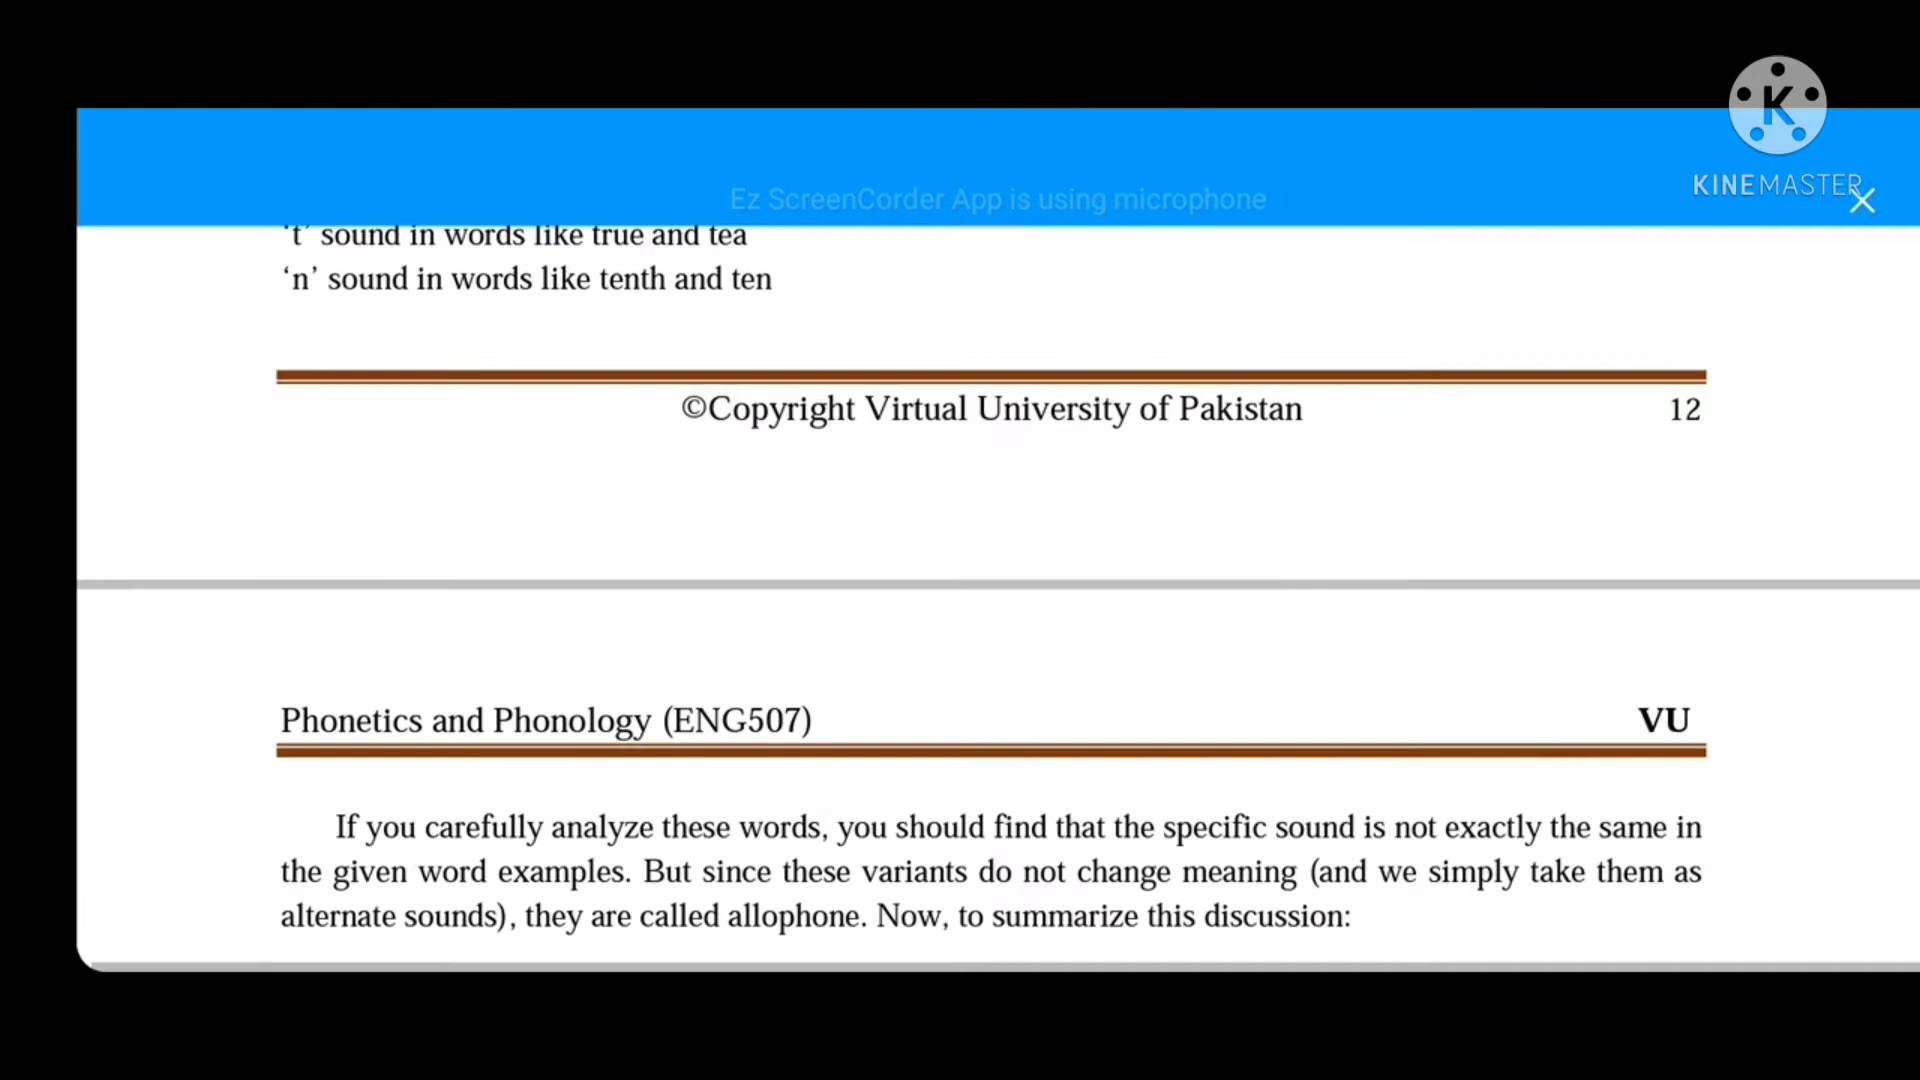 K
KINEMASTER
Ez ScreenCorder App is using microphone
‘t’ sound in words like true and tea
‘n’ sound in words like tenth and ten
©Copyright Virtual University of Pakistan 12
Phonetics and Phonology (ENG507) VU
If you carefully analyze these words, you should find that the specific sound is not exactly the same in
the given word examples. But since these variants do not change meaning (and we simply take them as
alternate sounds), they are called allophone. Now, to summarize this discussion: